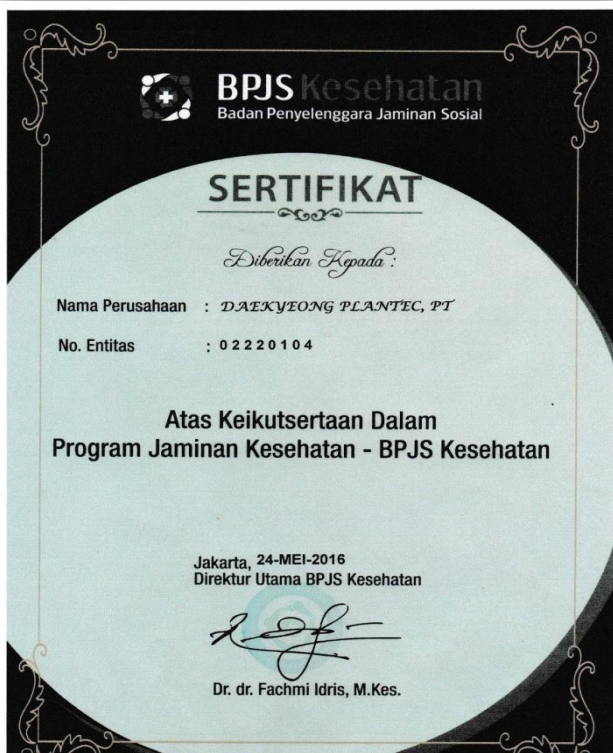 BPJS Kesehatan
Badan Penyelenggara Jaminan Sosial
SERTIFIKAT
Diberikan Kepada :
Nama Perusahaan : DAEKYEONG PLANTEC, PT
No. Entitas : 02220104
Atas Keikutsertaan Dalam
Program Jaminan Kesehatan - BPJS Kesehatan
Jakarta, 24-MEI-2016
Direktur Utama BPJS Kesehatan
Dr. dr. Fachmi Idris, M.Kes.